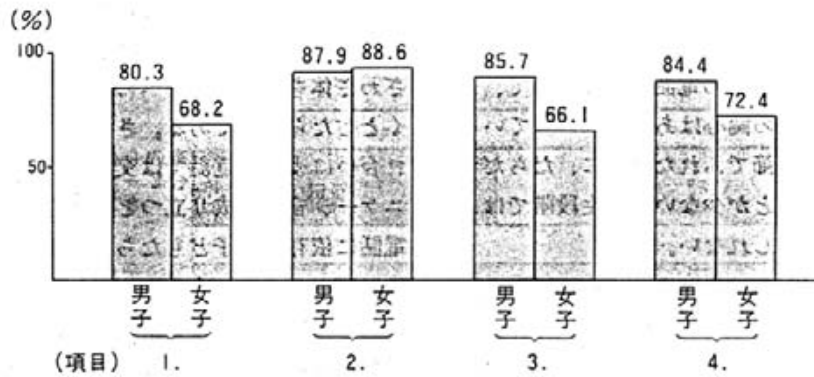 (%)
100
50
80.3
68.2
87.9
88.6
85.7
66.1
84.4
72.4
男子
女子
男子
女子
男子
女子
男子
女子
(項目) 1. 2. 3. 4.